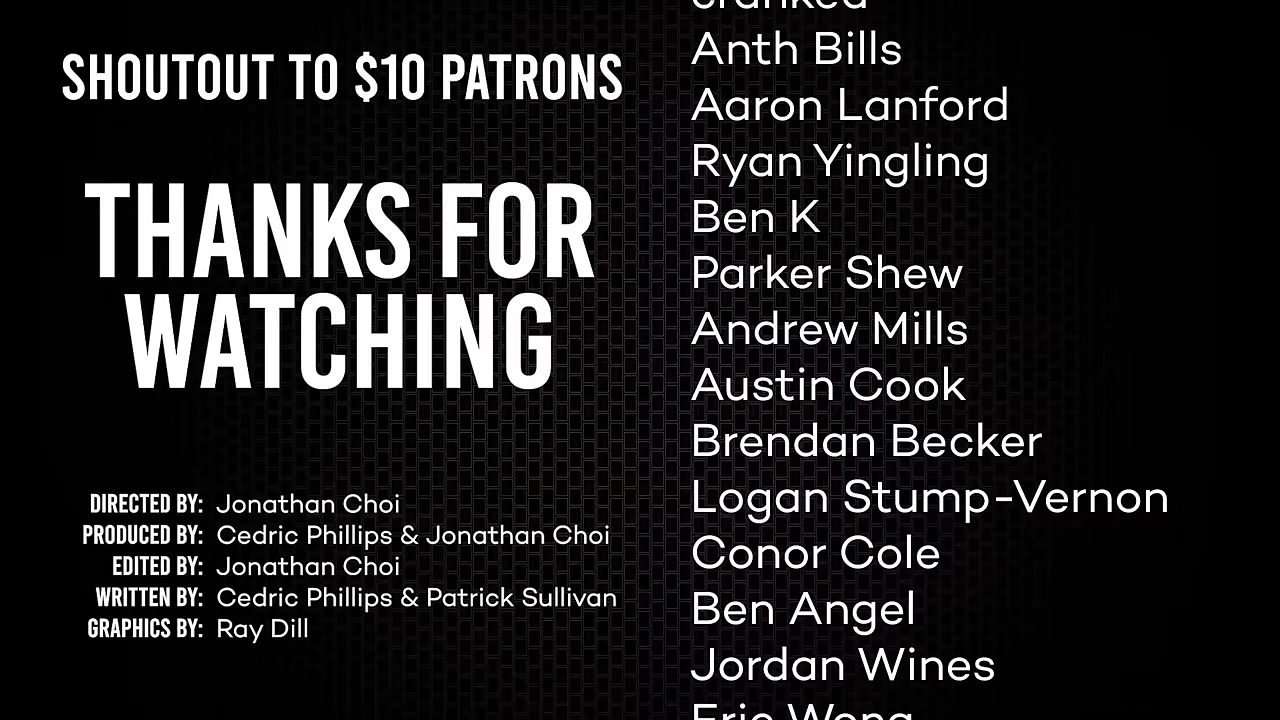 SHOUTOUT TO $10 PATRONS
THANKS FOR
WATCHING
DIRECTED BY: Jonathan Choi
PRODUCED BY: Cedric Phillips & Jonathan Choi
EDITED BY: Jonathan Choi
WRITTEN BY: Cedric Phillips & Patrick Sullivan
GRAPHICS BY: Ray Dill
Anth Bills
Aaron Lanford
Ryan Yingling
Ben K
Parker Shew
Andrew Mills
Austin Cook
Brendan Becker
Logan Stump-Vernon
Conor Cole
Ben Angel
Jordan Wines